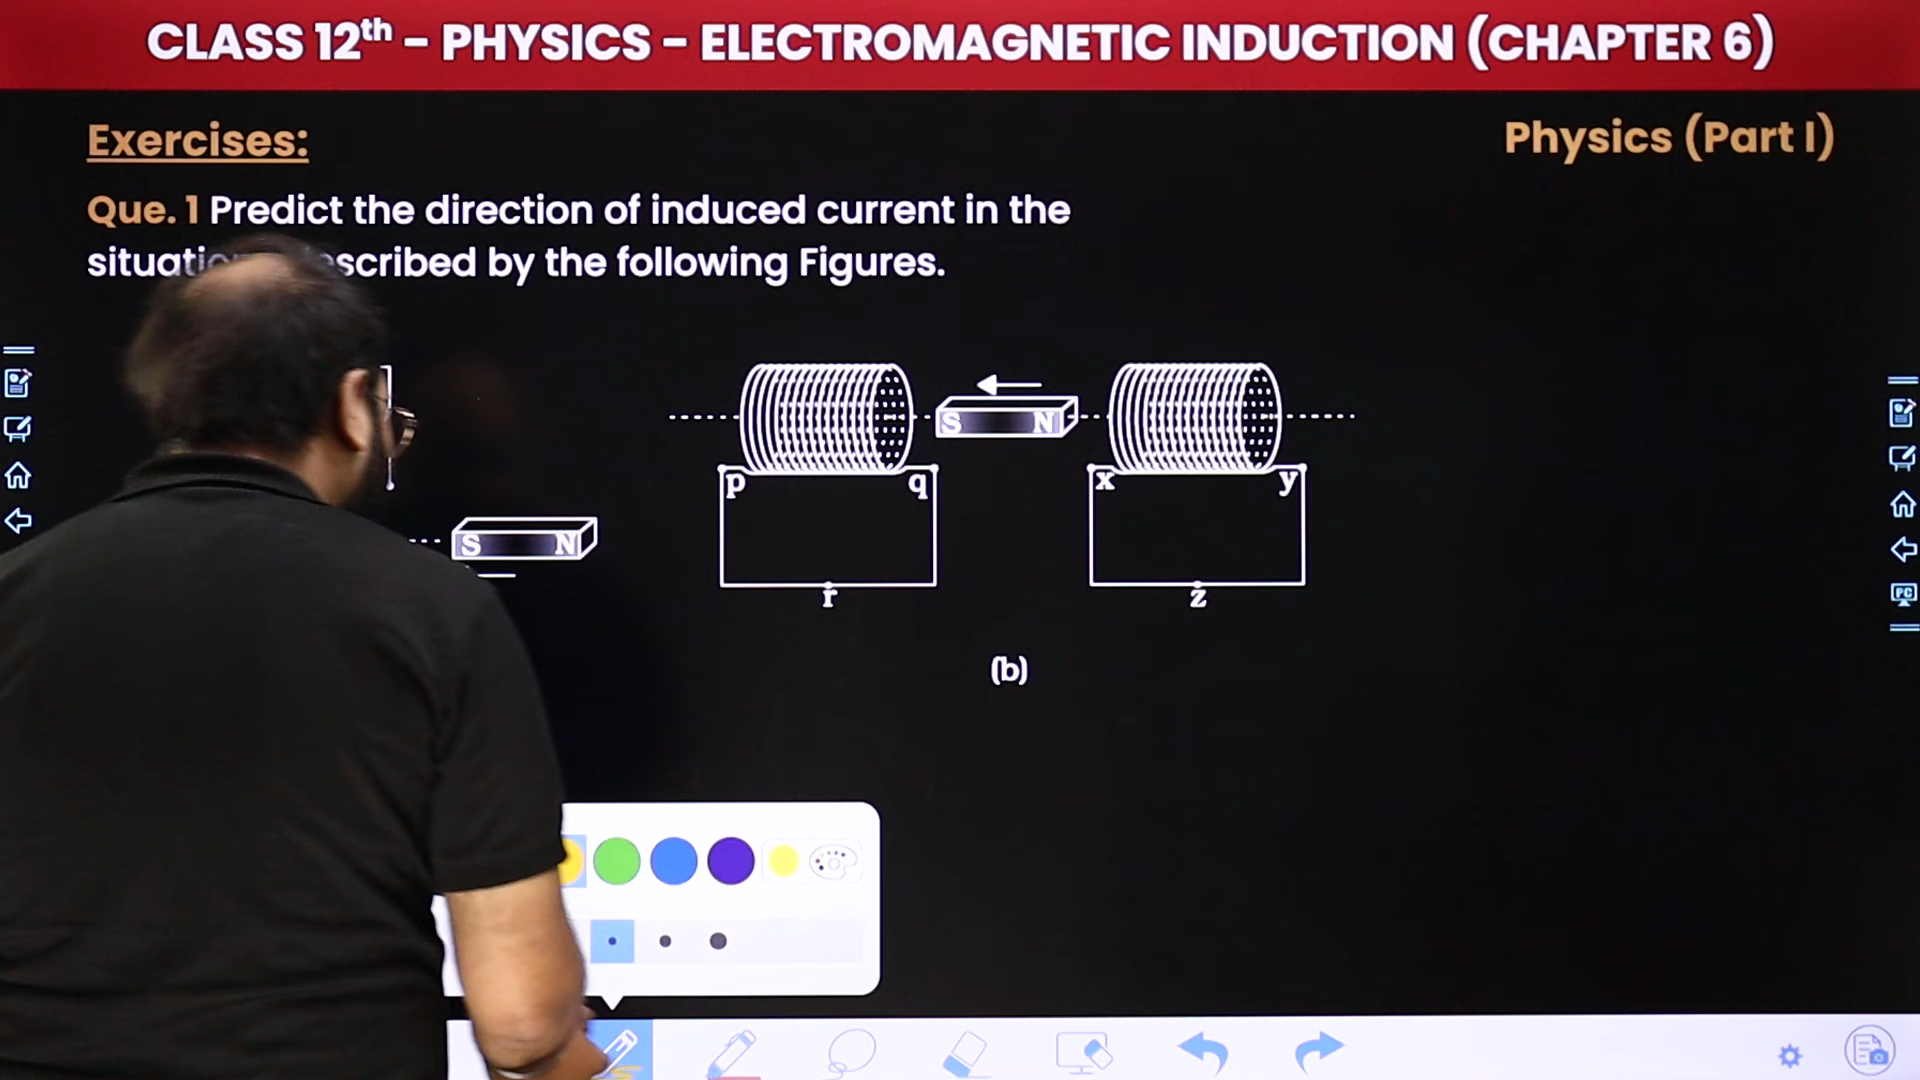 CLASS 12th - PHYSICS - ELECTROMAGNETIC INDUCTION (CHAPTER 6)
Exercises:
Physics (Part I)
Que. 1 Predict the direction of induced current in the
by the following Figures.
S N
S N
p q
x y
r
z
(b)
PC